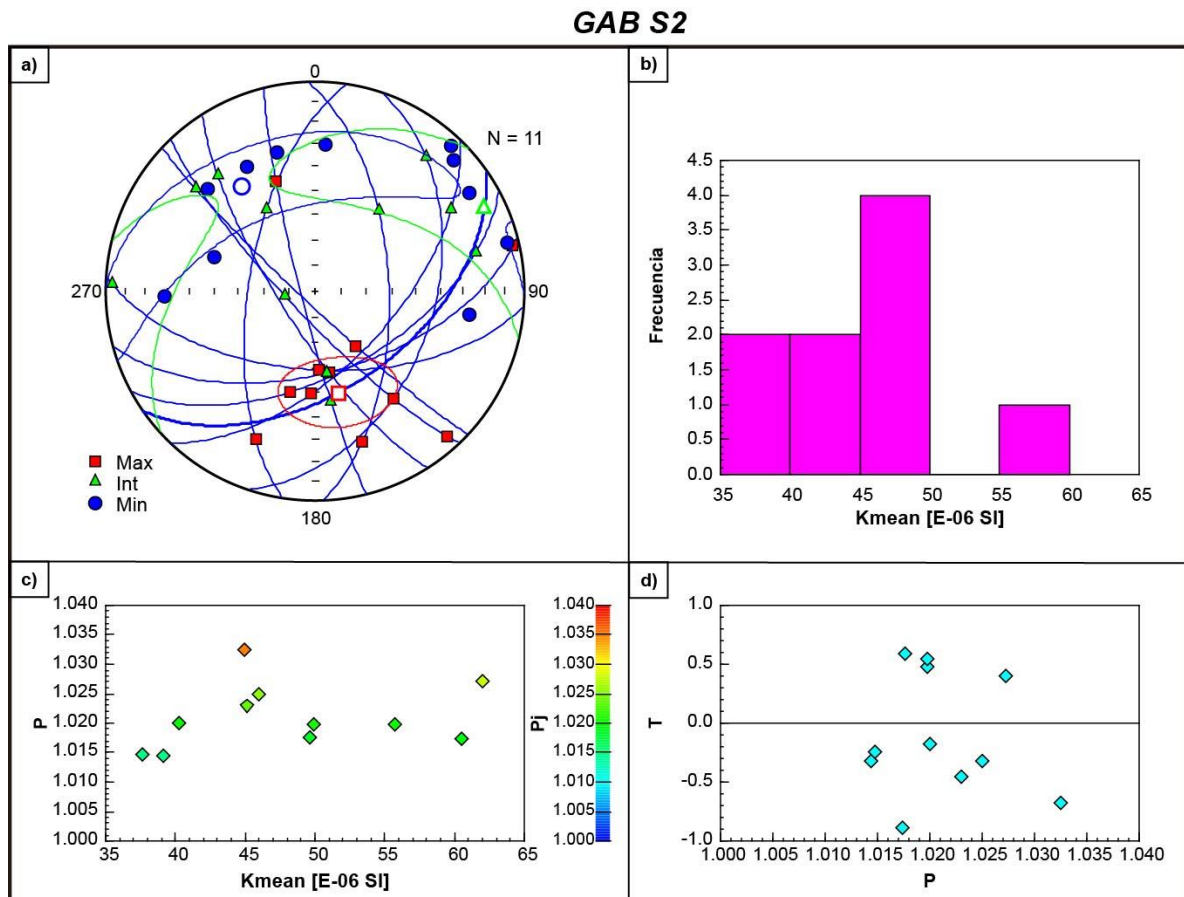 GAB S2
a)
0
N = 11
270
90
180
Max
Int
Min
b)
Frecuencia
4.5
4.0
3.5
3.0
2.5
2.0
1.5
1.0
0.5
0.0
35 40 45 50 55 60 65
Kmean [E-06 SI]
c)
P
1.040
1.035
1.030
1.025
1.020
1.015
1.010
1.005
1.000
35 40 45 50 55 60 65
Kmean [E-06 SI]
Pj
1.040
1.035
1.030
1.025
1.020
1.015
1.010
1.005
1.000
d)
T
1.0
0.5
0.0
-0.5
-1.0
1.000 1.005 1.010 1.015 1.020 1.025 1.030 1.035 1.040
P